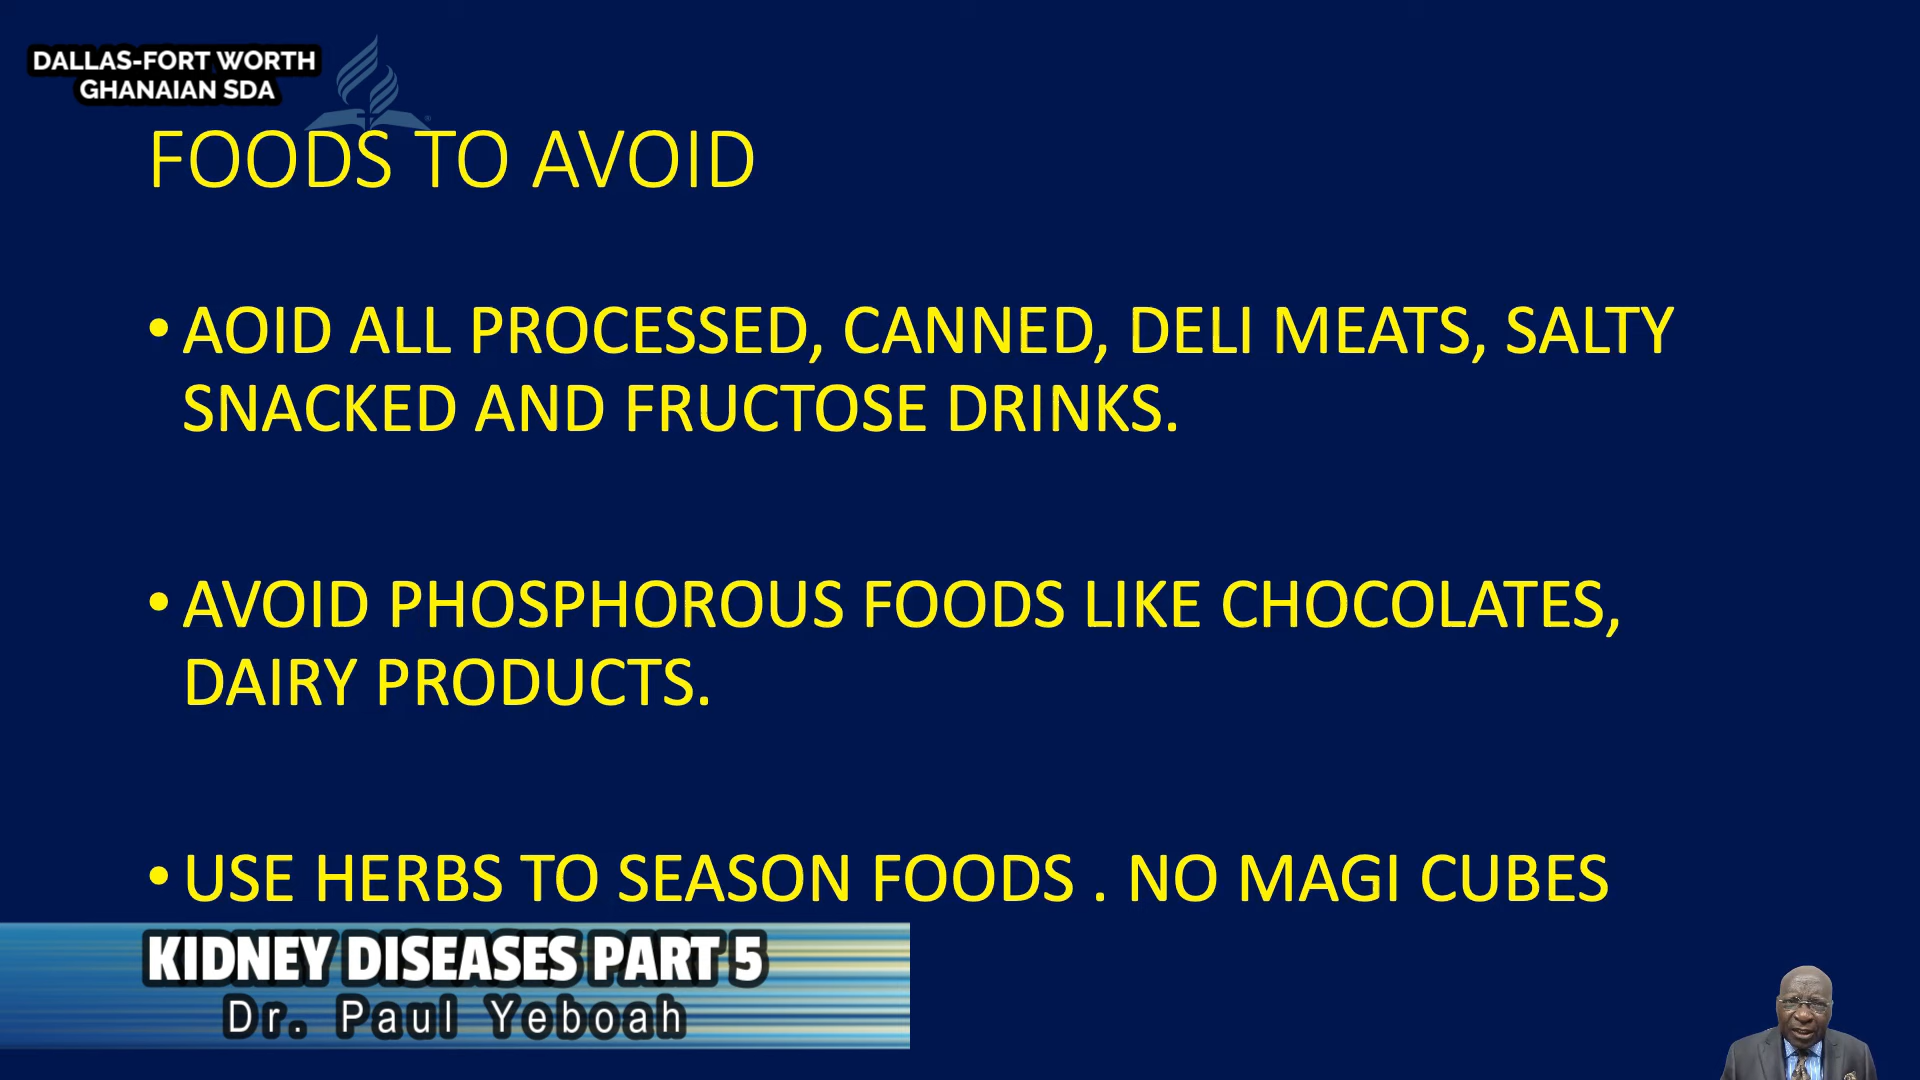 DALLAS-FORT WORTH
GHANAIAN SDA
FOODS TO AVOID
• AOID ALL PROCESSED, CANNED, DELI MEATS, SALTY
SNACKED AND FRUCTOSE DRINKS.
• AVOID PHOSPHOROUS FOODS LIKE CHOCOLATES,
DAIRY PRODUCTS.
• USE HERBS TO SEASON FOODS . NO MAGI CUBES
KIDNEY DISEASES PART 5
Dr. Paul Yeboah